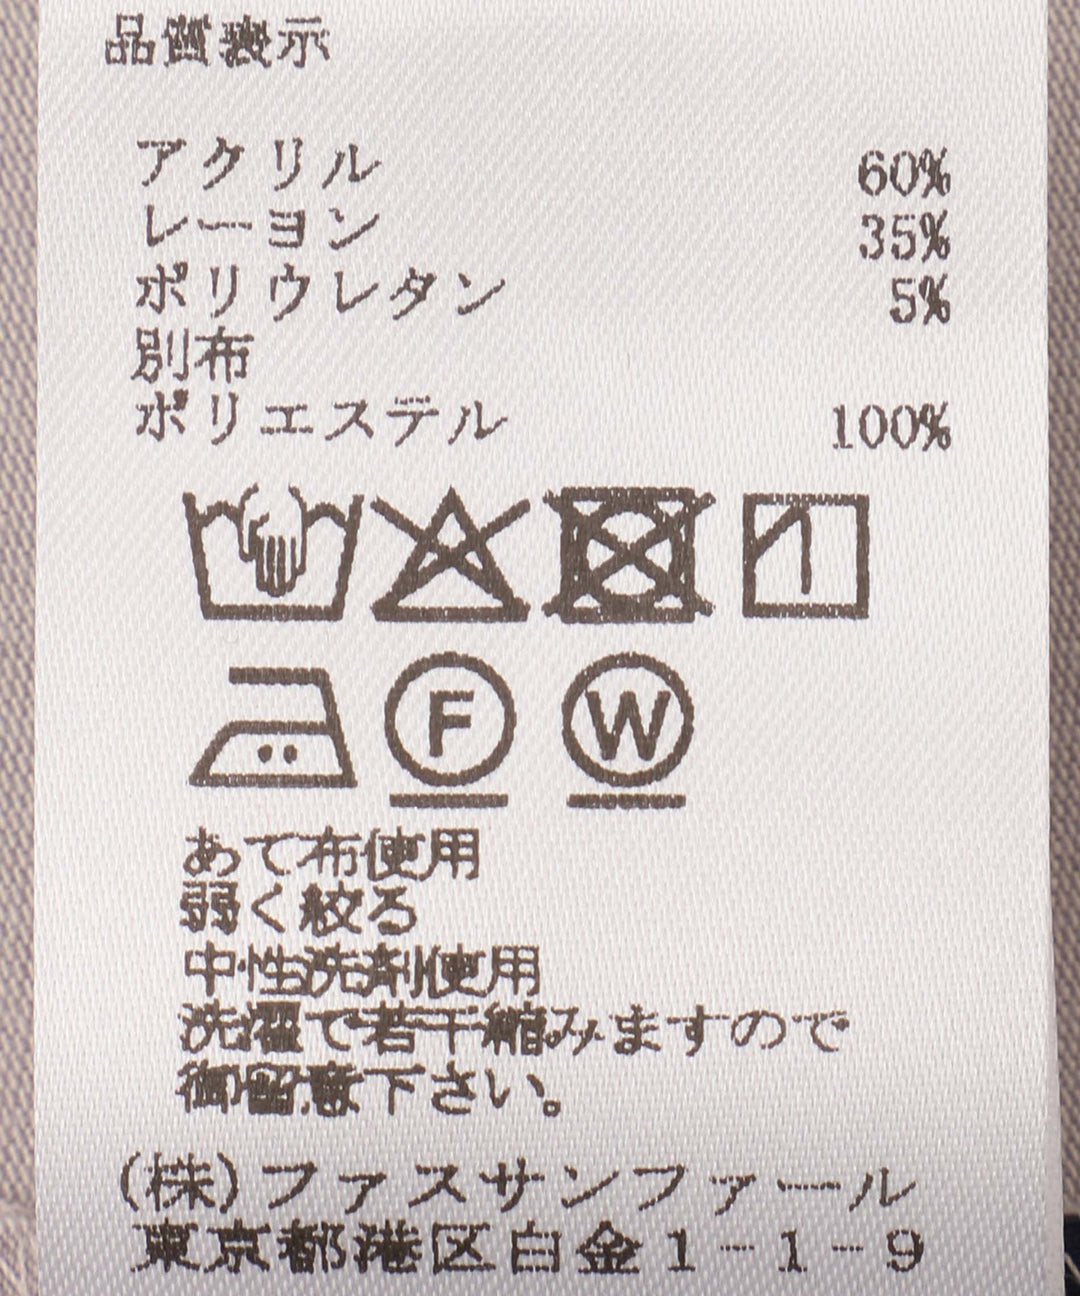 品質表示
アクリル 60%
レーヨン 35%
ポリウレタン 5%
別布
ポリエステル 100%
F W
あて布使用
弱く絞る
中性洗剤使用
洗濯で若干縮みますので
御留意下さい。
(株)ファスサンファール
東京都港区白金1-1-9